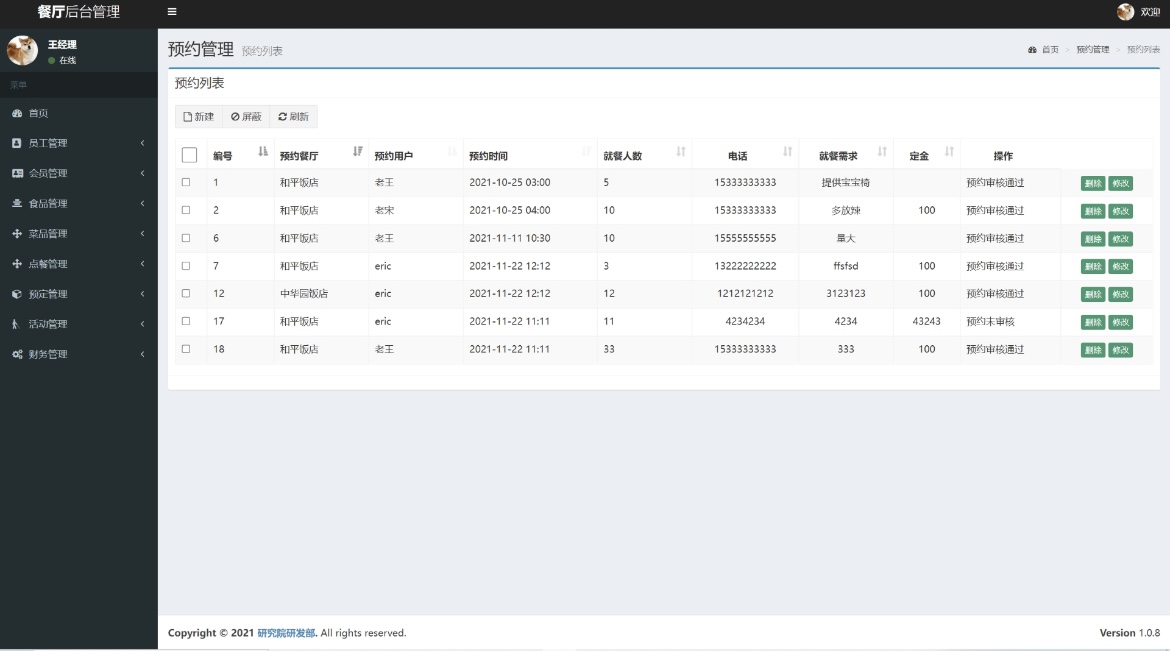 餐厅后台管理
欢迎
王经理
在线
菜单
首页
员工管理
会员管理
食品管理
菜品管理
点餐管理
预定管理
活动管理
财务管理
预约管理 预约列表
首页 > 预约管理 > 预约列表
预约列表
新建 屏蔽 刷新
编号 预约餐厅 预约用户 预约时间 就餐人数 电话 就餐需求 定金 操作
1 和平饭店 老王 2021-10-25 03:00 5 15333333333 提供宝宝椅 预约审核通过 删除 修改
2 和平饭店 老宋 2021-10-25 04:00 10 15333333333 多放辣 100 预约审核通过 删除 修改
6 和平饭店 老王 2021-11-11 10:30 10 15555555555 量大 预约审核通过 删除 修改
7 和平饭店 eric 2021-11-22 12:12 3 13222222222 ffsfsd 100 预约审核通过 删除 修改
12 中华园饭店 eric 2021-11-22 12:12 12 1212121212 3123123 100 预约审核通过 删除 修改
17 和平饭店 eric 2021-11-22 11:11 11 4234234 4234 43243 预约未审核 删除 修改
18 和平饭店 老王 2021-11-22 11:11 33 15333333333 333 100 预约审核通过 删除 修改
Copyright © 2021 研究院研发部. All rights reserved.
Version 1.0.8